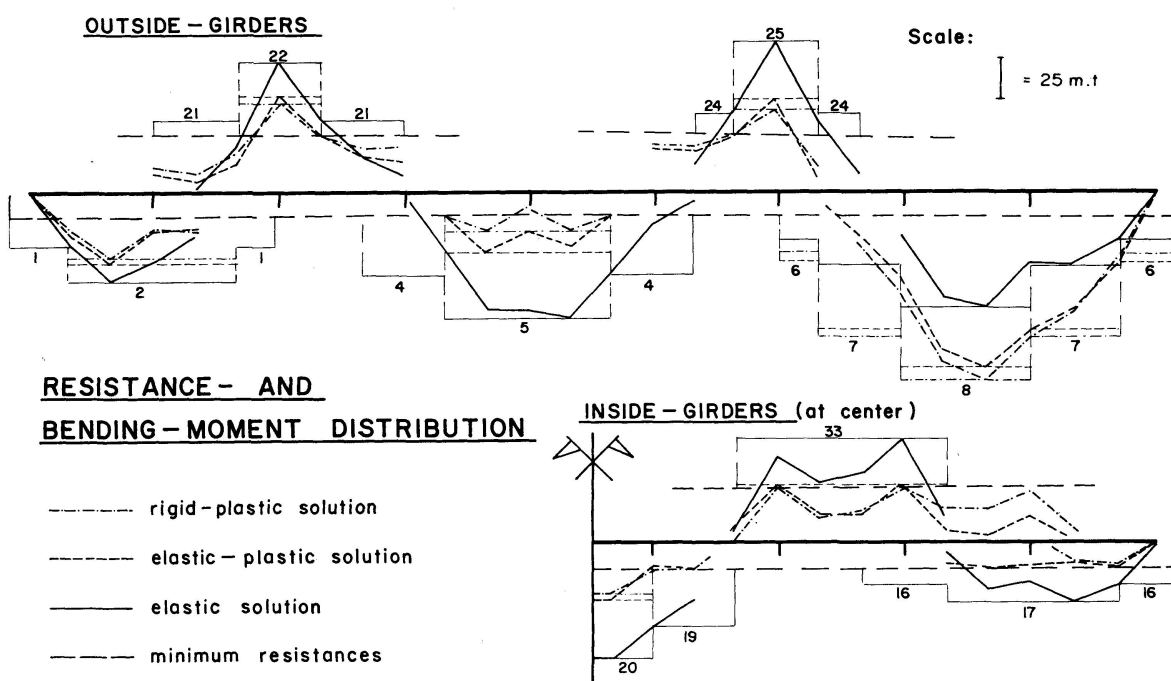 OUTSIDE-GIRDERS
22
25
Scale:
= 25 m.t
21
21
24
24
1
1
2
4
4
5
6
6
7
7
8
RESISTANCE- AND
BENDING-MOMENT DISTRIBUTION
INSIDE-GIRDERS (at center)
33
rigid-plastic solution
elastic-plastic solution
elastic solution
minimum resistances
16
16
17
19
20